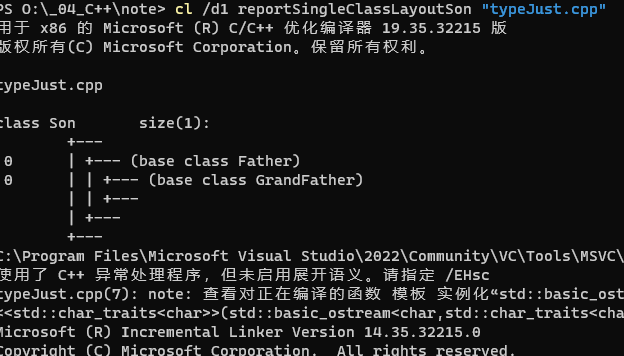 PS O:\_04_C++\note> cl /d1 reportSingleClassLayoutSon "typeJust.cpp"
用于 x86 的 Microsoft (R) C/C++ 优化编译器 19.35.32215 版
版权所有(C) Microsoft Corporation。保留所有权利。
typeJust.cpp
class Son size(1):
+---
0 | +--- (base class Father)
0 | | +--- (base class GrandFather)
| | +---
| +---
+---
C:\Program Files\Microsoft Visual Studio\2022\Community\VC\Tools\MSVC\
使用了 C++ 异常处理程序，但未启用展开语义。请指定 /EHsc
typeJust.cpp(7): note: 查看对正在编译的函数 模板 实例化“std::basic_ost
<<std::char_traits<char>>(std::basic_ostream<char,std::char_traits<cha
Microsoft (R) Incremental Linker Version 14.35.32215.0
Copyright (C) Microsoft Corporation. All rights reserved.